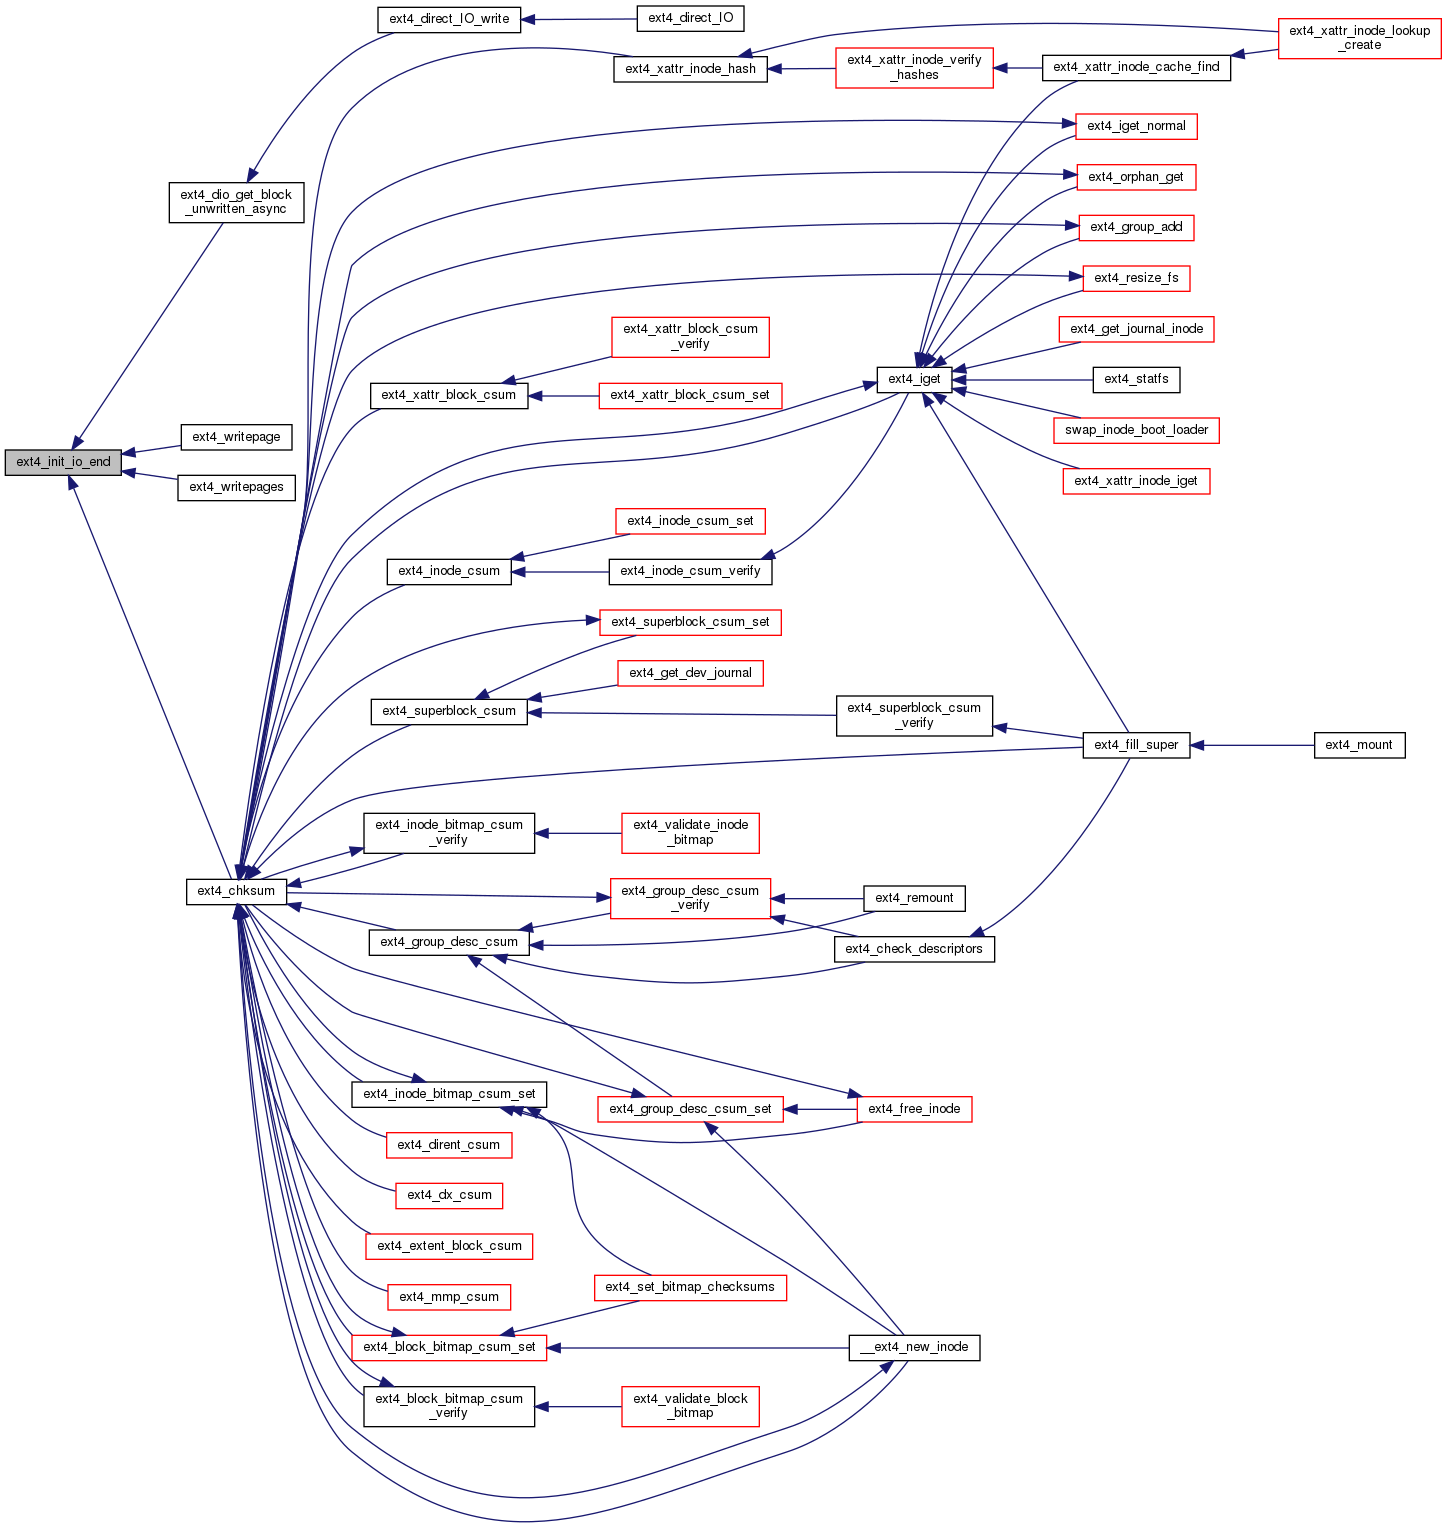 ext4_direct_IO_write
ext4_direct_IO
ext4_xattr_inode_lookup
_create
ext4_xattr_inode_hash
ext4_xattr_inode_verify
_hashes
ext4_xattr_inode_cache_find
ext4_iget_normal
ext4_orphan_get
ext4_dio_get_block
_unwritten_async
ext4_group_add
ext4_resize_fs
ext4_xattr_block_csum
_verify
ext4_get_journal_inode
ext4_iget
ext4_statfs
ext4_xattr_block_csum
ext4_xattr_block_csum_set
swap_inode_boot_loader
ext4_writepage
ext4_init_io_end
ext4_writepages
ext4_xattr_inode_iget
ext4_inode_csum_set
ext4_inode_csum
ext4_inode_csum_verify
ext4_superblock_csum_set
ext4_get_dev_journal
ext4_superblock_csum
ext4_superblock_csum
_verify
ext4_fill_super
ext4_mount
ext4_inode_bitmap_csum
_verify
ext4_validate_inode
_bitmap
ext4_chksum
ext4_group_desc_csum
_verify
ext4_remount
ext4_group_desc_csum
ext4_check_descriptors
ext4_inode_bitmap_csum_set
ext4_group_desc_csum_set
ext4_free_inode
ext4_dirent_csum
ext4_dx_csum
ext4_extent_block_csum
ext4_set_bitmap_checksums
ext4_mmp_csum
ext4_block_bitmap_csum_set
__ext4_new_inode
ext4_block_bitmap_csum
_verify
ext4_validate_block
_bitmap